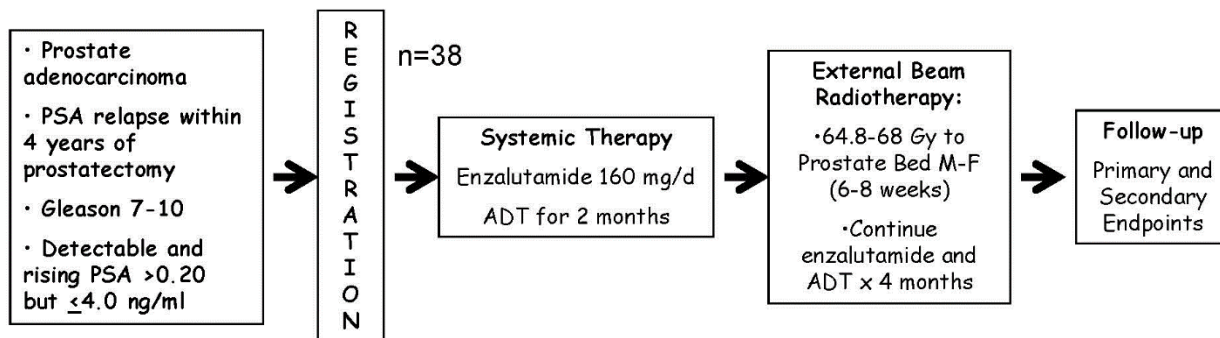 • Prostate
adenocarcinoma
• PSA relapse within
4 years of
prostatectomy
• Gleason 7-10
• Detectable and
rising PSA >0.20
but ≤4.0 ng/ml
REGISTRATION
n=38
Systemic Therapy
Enzalutamide 160 mg/d
ADT for 2 months
External Beam
Radiotherapy:
•64.8-68 Gy to
Prostate Bed M-F
(6-8 weeks)
•Continue
enzalutamide and
ADT x 4 months
Follow-up
Primary and
Secondary
Endpoints